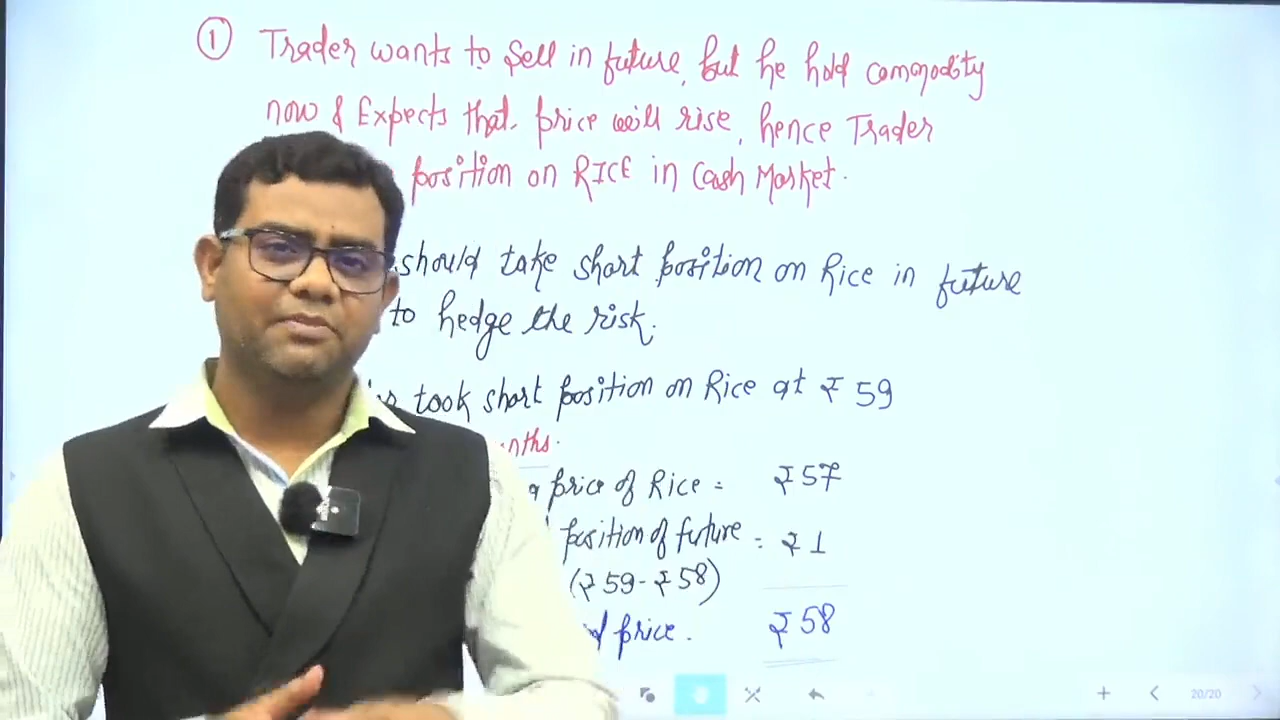 ① Trader wants to sell in future, but he hold commodity
now & Expects that price will rise, hence Trader
position on RICE in Cash Market.
should take short position on Rice in future
to hedge the risk.
took short position on Rice at ₹ 59
price of Rice = ₹ 57
position of future = ₹ 1
(₹ 59 - ₹ 58)
price. ₹ 58
20/20